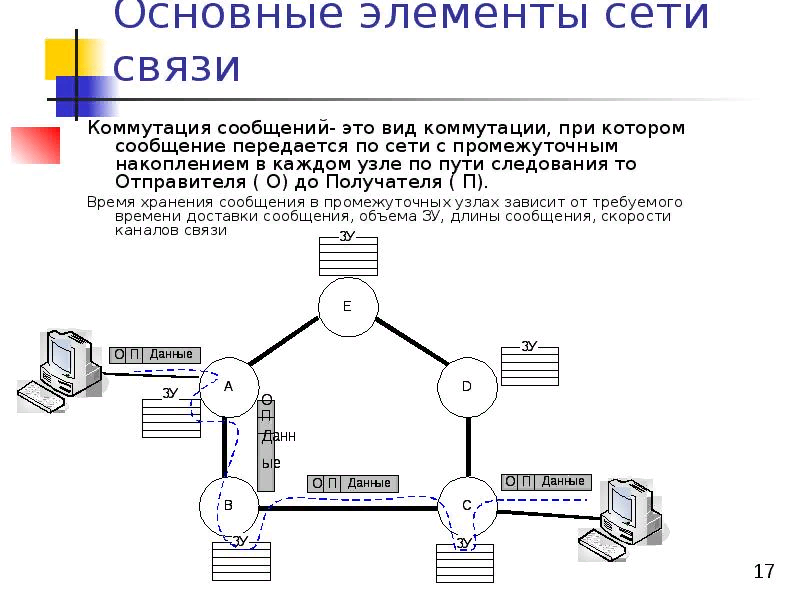 Основные элементы сети
связи
Коммутация сообщений- это вид коммутации, при котором
сообщение передается по сети с промежуточным
накоплением в каждом узле по пути следования то
Отправителя ( О) до Получателя ( П).
Время хранения сообщения в промежуточных узлах зависит от требуемого
времени доставки сообщения, объема ЗУ, длины сообщения, скорости
каналов связи
ЗУ
E
ЗУ
О П Данные
A
D
ЗУ
О
П
Данн
ые
О П Данные
О П Данные
B
C
ЗУ
ЗУ
17